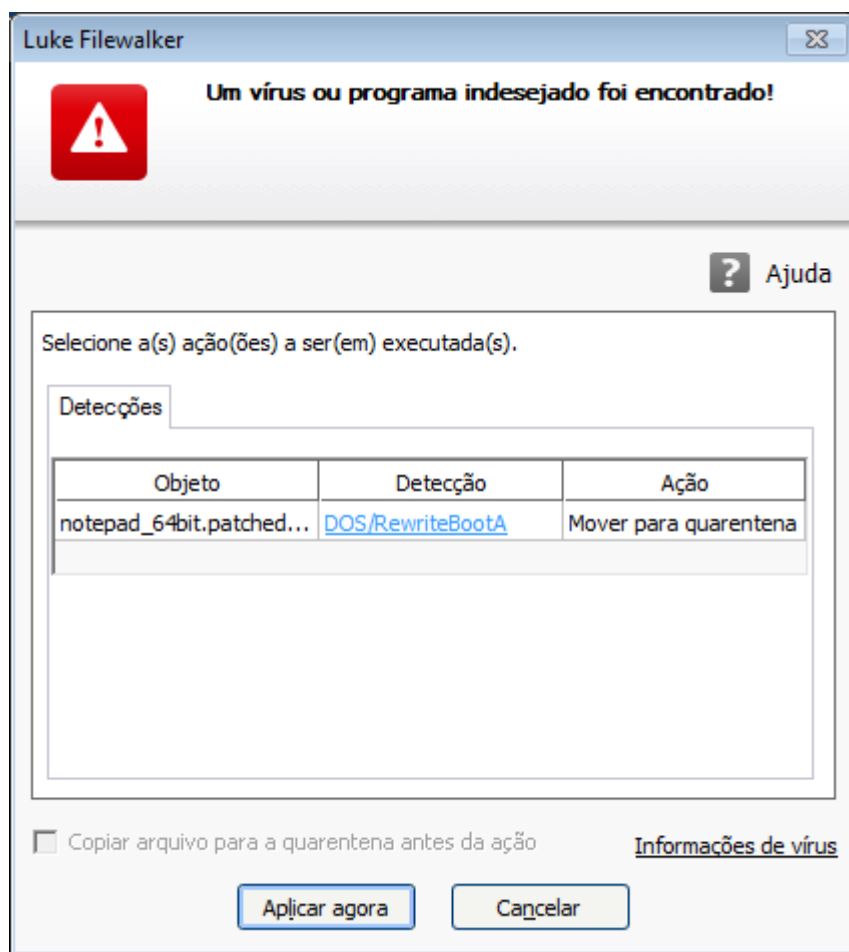 Luke Filewalker
Um vírus ou programa indesejado foi encontrado!
? Ajuda
Selecione a(s) ação(ões) a ser(em) executada(s).
Detecções
Objeto Detecção Ação
notepad_64bit.patched... DOS/RewriteBootA Mover para quarentena
Copiar arquivo para a quarentena antes da ação Informações de vírus
Aplicar agora Cancelar